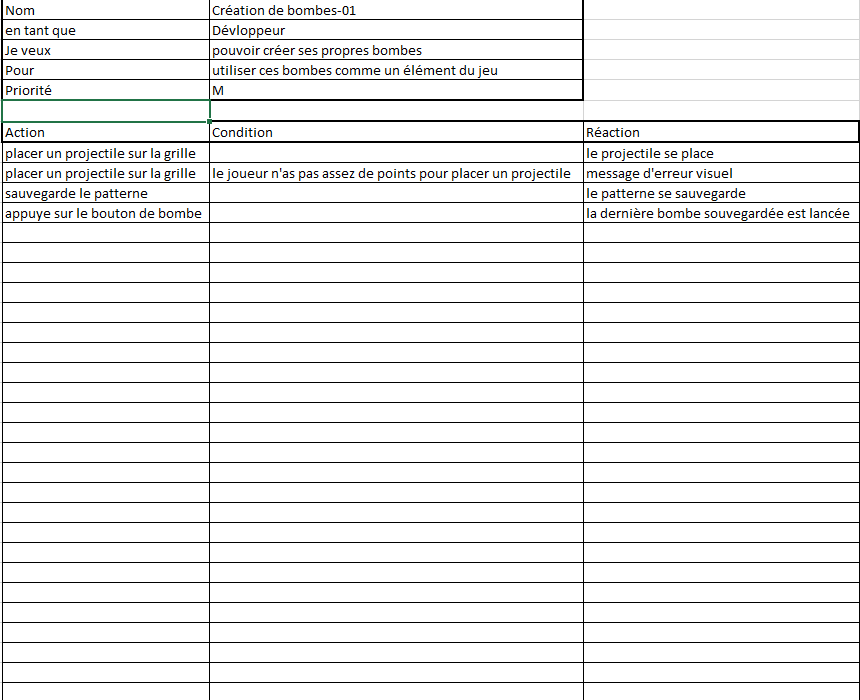 Nom Création de bombes-01
en tant que Dévloppeur
Je veux pouvoir créer ses propres bombes
Pour utiliser ces bombes comme un élément du jeu
Priorité M
Action Condition Réaction
placer un projectile sur la grille le projectile se place
placer un projectile sur la grille le joueur n'as pas assez de points pour placer un projectile message d'erreur visuel
sauvegarde le patterne le patterne se sauvegarde
appuye sur le bouton de bombe la dernière bombe souvegardée est lancée